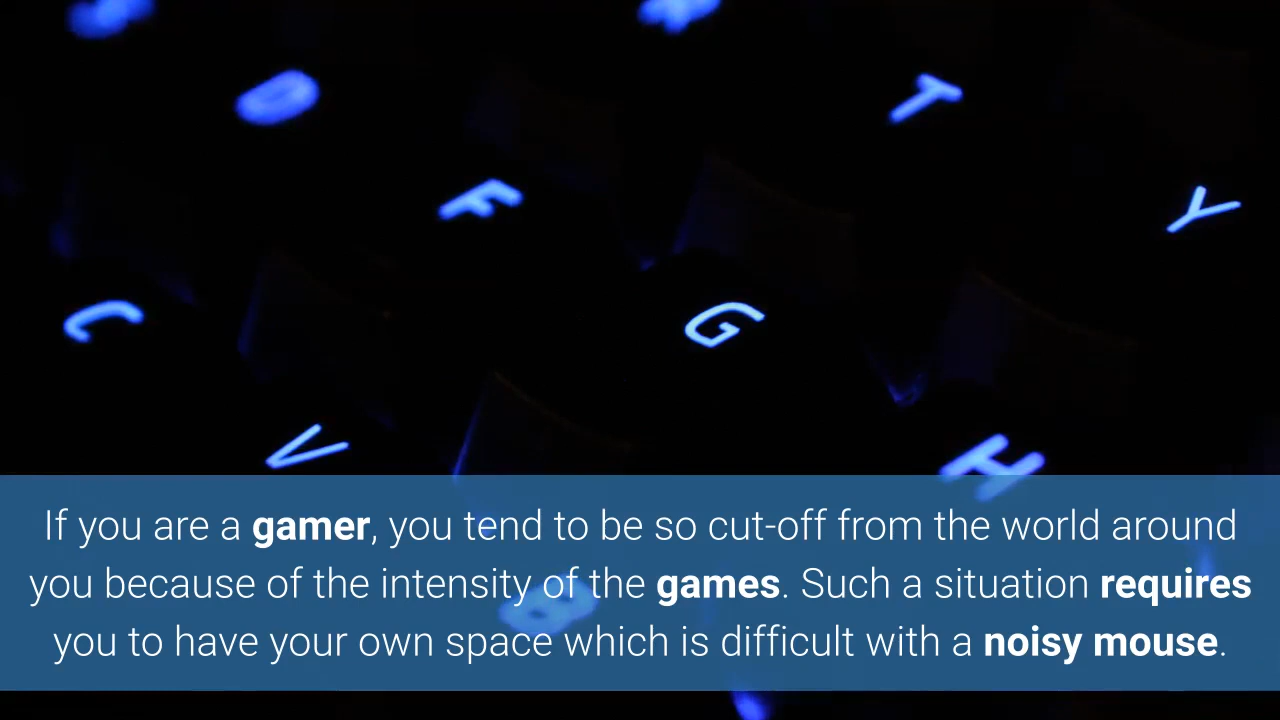 D
T
F
Y
C
G
V
H
If you are a gamer, you tend to be so cut-off from the world around
you because of the intensity of the games. Such a situation requires
B
you to have your own space which is difficult with a noisy mouse.